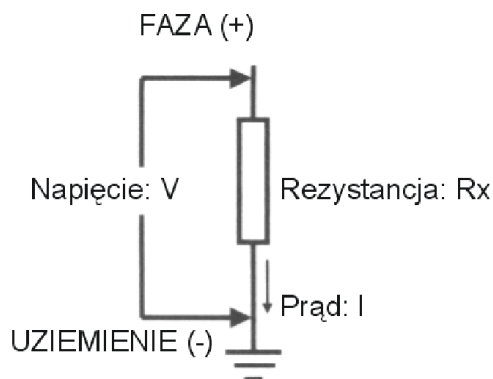 FAZA (+)
Napięcie: V
Rezystancja: Rx
Prąd: I
UZIEMIENIE (-)